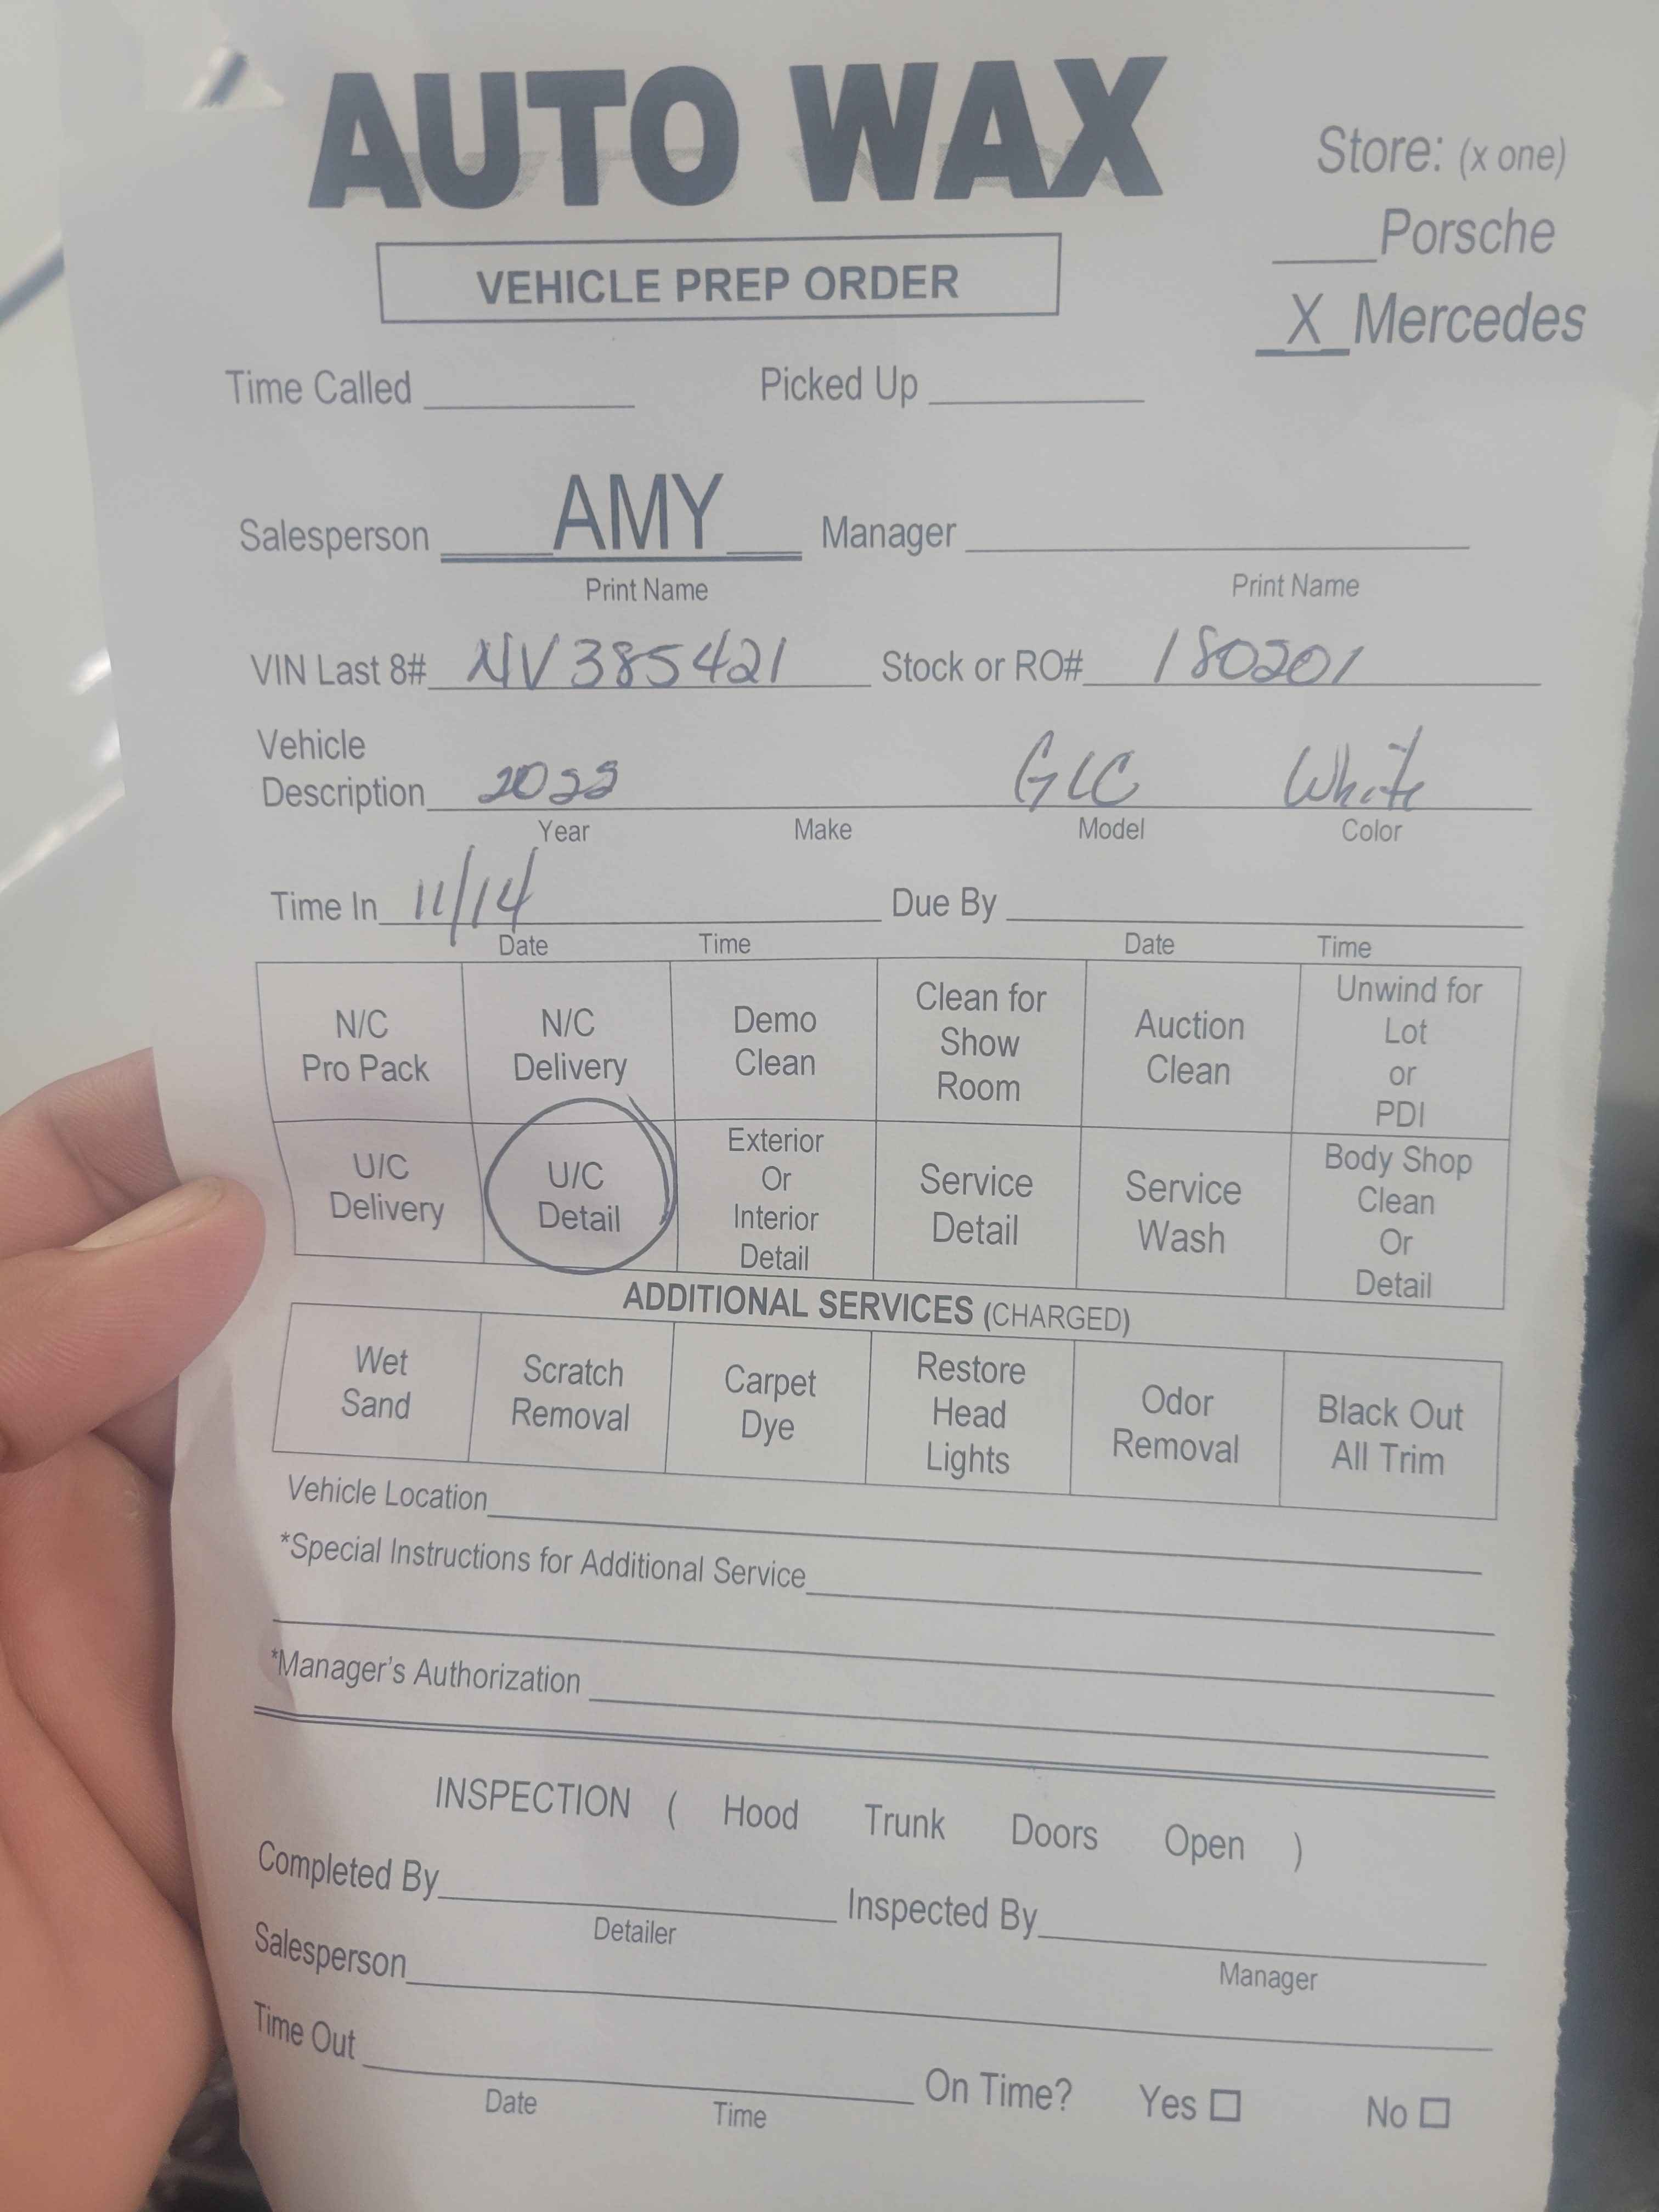 AUTO WAX
Store: (x one)
Porsche
X Mercedes
VEHICLE PREP ORDER
Time Called Picked Up
Salesperson AMY Manager
Print Name Print Name
VIN Last 8# NV385421 Stock or RO# 180201
Vehicle
Description 2022 GLC White
Year Make Model Color
Time In 11/14 Due By
Date Time Date Time
N/C Pro Pack
N/C Delivery
Demo Clean
Clean for Show Room
Auction Clean
Unwind for Lot or PDI
U/C Delivery
U/C Detail
Exterior Or Interior Detail
Service Detail
Service Wash
Body Shop Clean Or Detail
ADDITIONAL SERVICES (CHARGED)
Wet Sand
Scratch Removal
Carpet Dye
Restore Head Lights
Odor Removal
Black Out All Trim
Vehicle Location
*Special Instructions for Additional Service
*Manager's Authorization
INSPECTION ( Hood Trunk Doors Open )
Completed By Inspected By
Detailer Manager
Salesperson
Time Out On Time? Yes No
Date Time